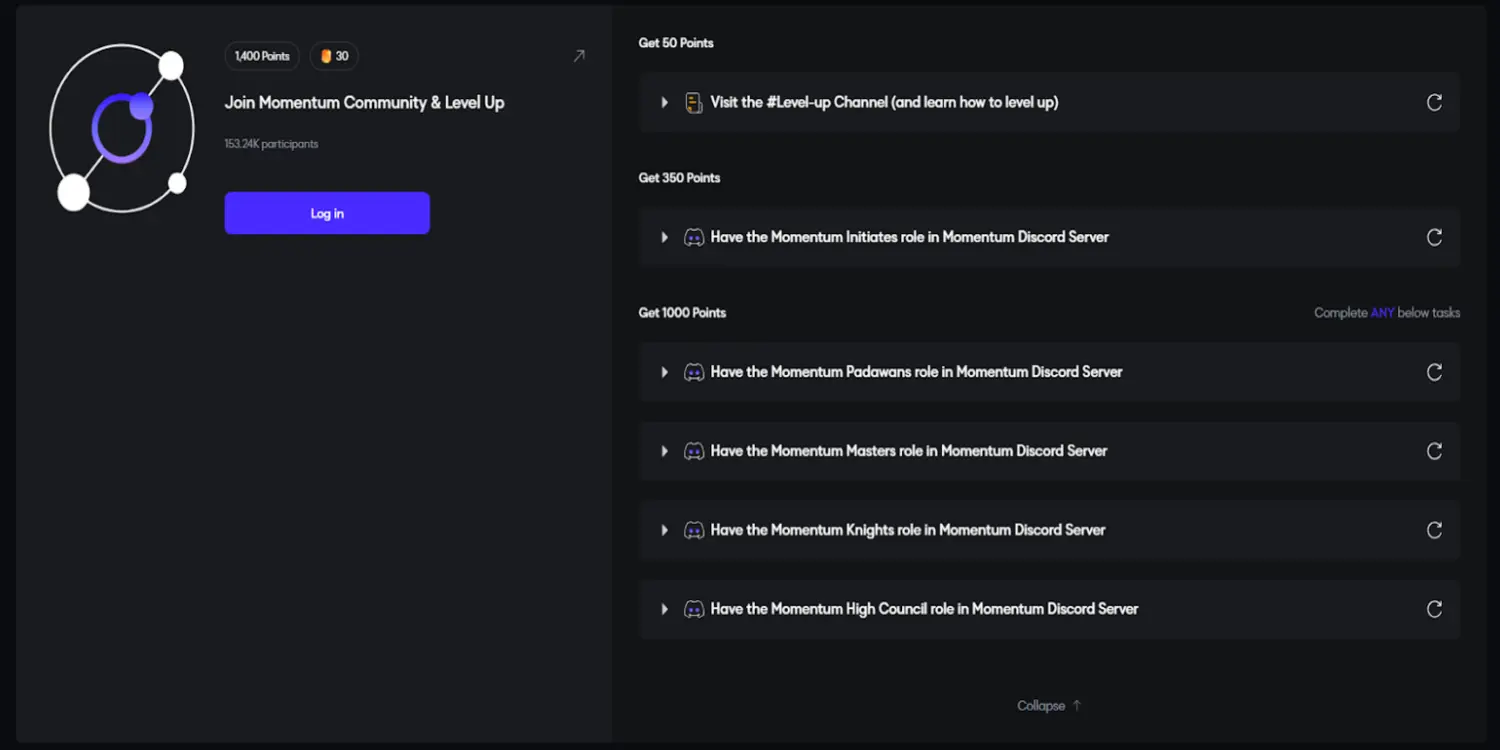 1,400 Points
30
Join Momentum Community & Level Up
153.24K participants
Log in
Get 50 Points
Visit the #Level-up Channel (and learn how to level up)
Get 350 Points
Have the Momentum Initiates role in Momentum Discord Server
Get 1000 Points
Complete ANY below tasks
Have the Momentum Padawans role in Momentum Discord Server
Have the Momentum Masters role in Momentum Discord Server
Have the Momentum Knights role in Momentum Discord Server
Have the Momentum High Council role in Momentum Discord Server
Collapse ↑